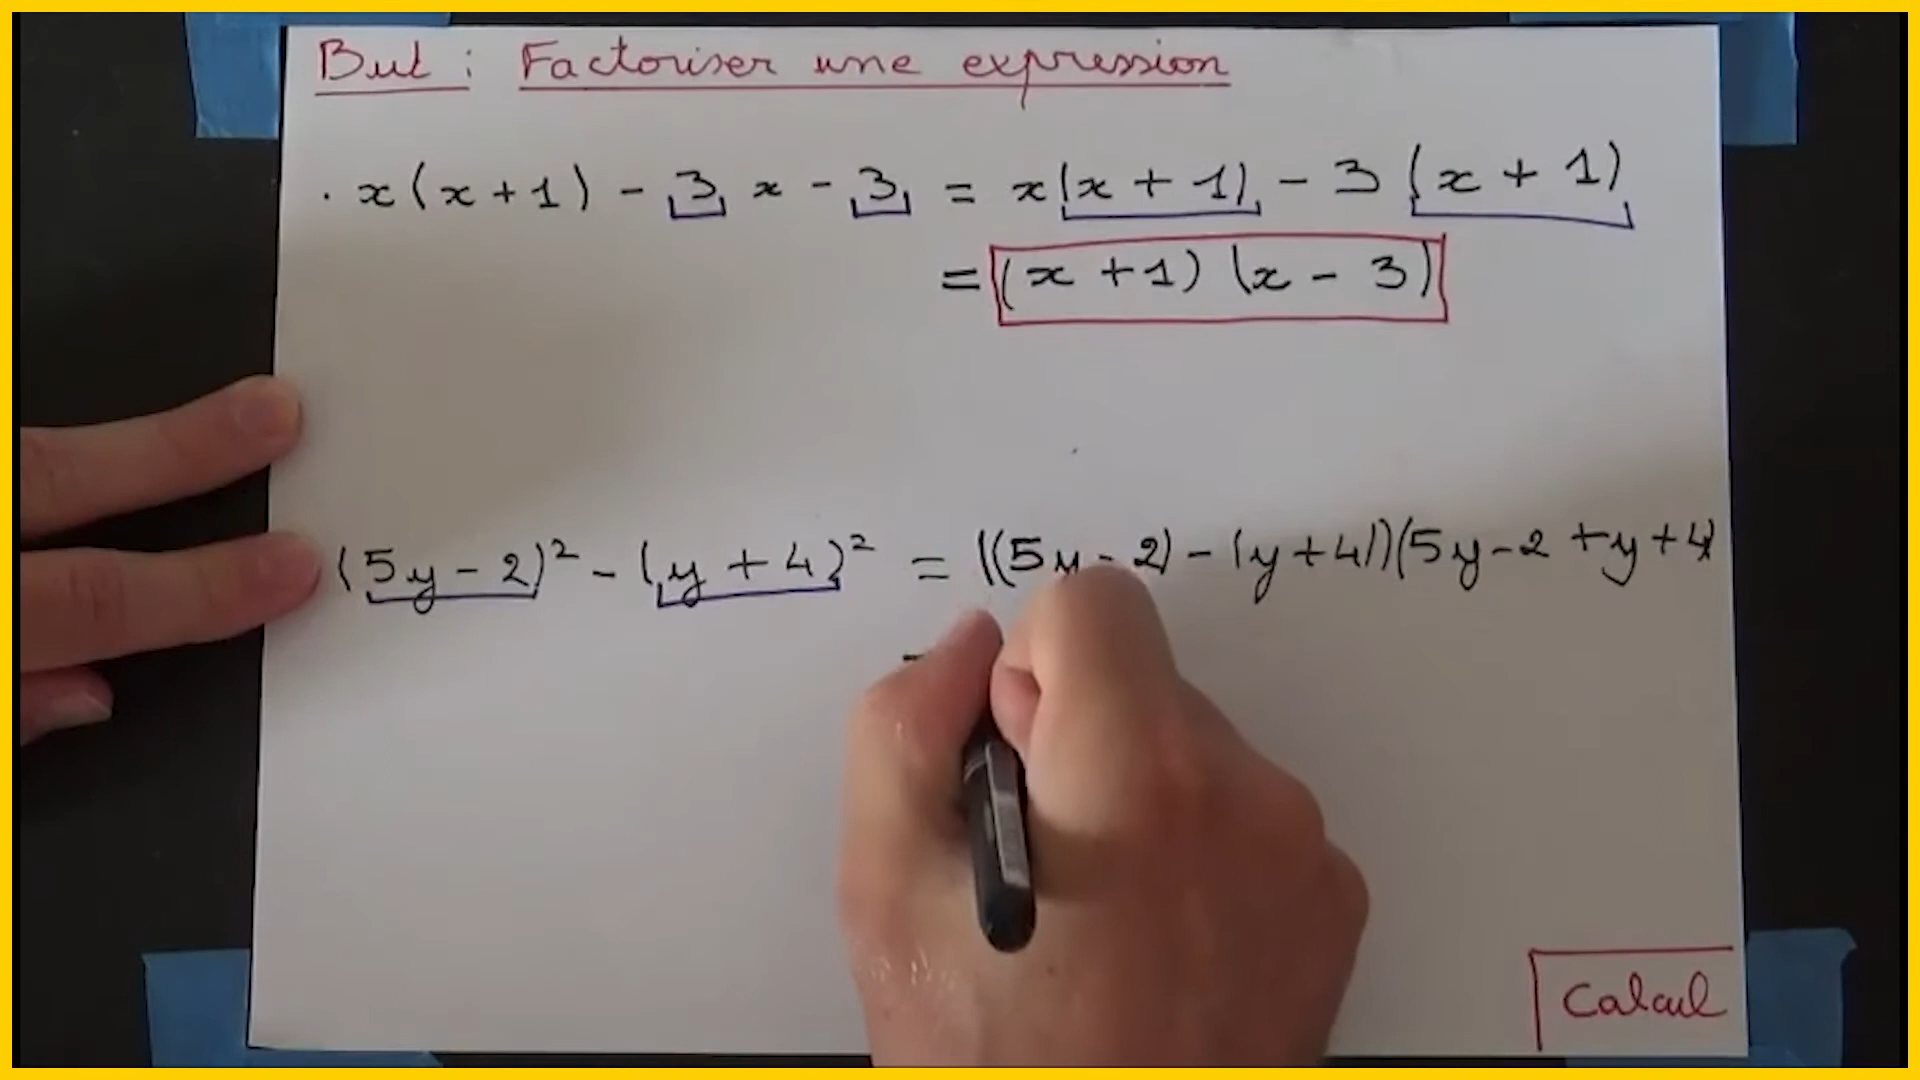 But : Factoriser une expression
. x(x+1) - 3 x - 3 = x(x+1) - 3 (x+1)
= (x+1) (x-3)
(5y-2)² - (y+4)² = ((5y-2) - (y+4))(5y-2+y+4)
Calcul